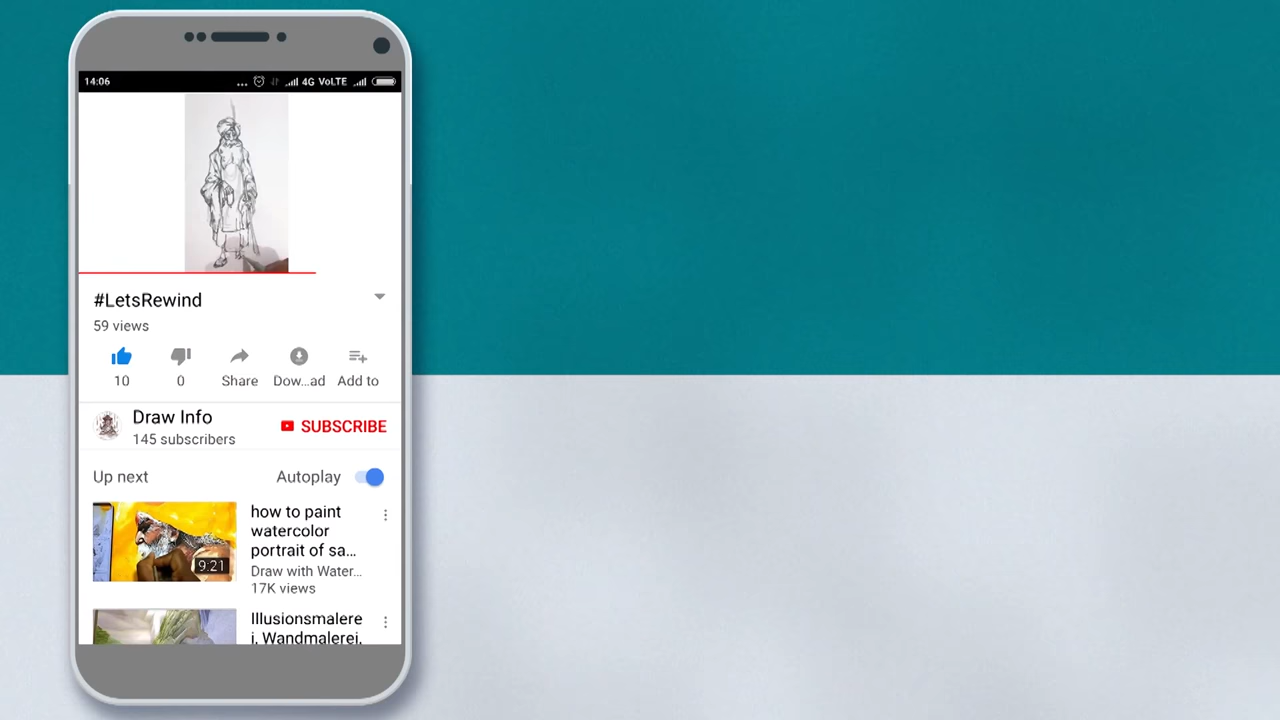 14:06
... 4G VoLTE
#LetsRewind
59 views
10
0
Share
Dow...ad
Add to
Draw Info
145 subscribers
SUBSCRIBE
Up next
Autoplay
how to paint
watercolor
portrait of sa...
9:21
Draw with Water...
17K views
Illusionsmalere
i, Wandmalerei,